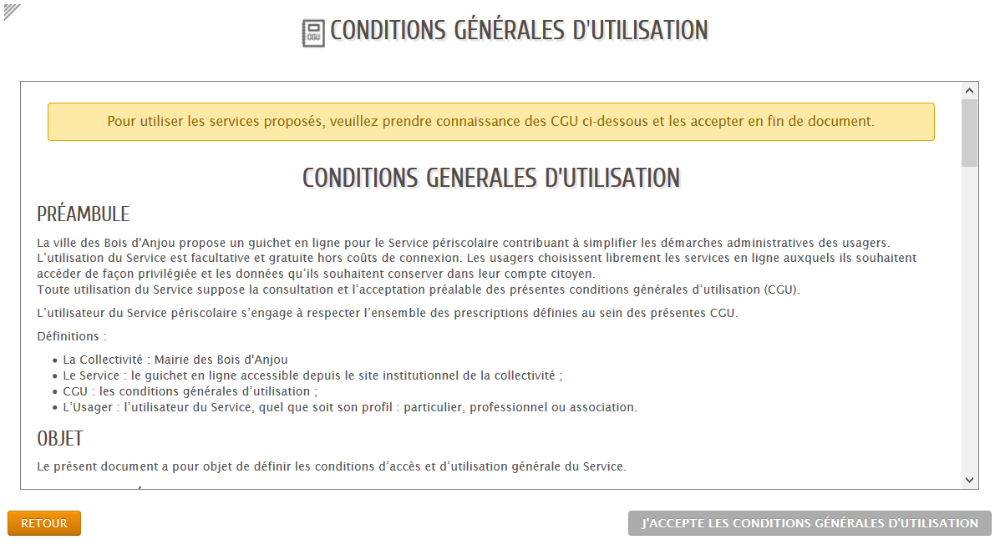 CGU
CONDITIONS GÉNÉRALES D'UTILISATION
Pour utiliser les services proposés, veuillez prendre connaissance des CGU ci-dessous et les accepter en fin de document.
CONDITIONS GENERALES D'UTILISATION
PRÉAMBULE
La ville des Bois d'Anjou propose un guichet en ligne pour le Service périscolaire contribuant à simplifier les démarches administratives des usagers.
L’utilisation du Service est facultative et gratuite hors coûts de connexion. Les usagers choisissent librement les services en ligne auxquels ils souhaitent
accéder de façon privilégiée et les données qu’ils souhaitent conserver dans leur compte citoyen.
Toute utilisation du Service suppose la consultation et l’acceptation préalable des présentes conditions générales d’utilisation (CGU).
L’utilisateur du Service périscolaire s’engage à respecter l’ensemble des prescriptions définies au sein des présentes CGU.
Définitions :
• La Collectivité : Mairie des Bois d'Anjou
• Le Service : le guichet en ligne accessible depuis le site institutionnel de la collectivité ;
• CGU : les conditions générales d’utilisation ;
• L’Usager : l’utilisateur du Service, quel que soit son profil : particulier, professionnel ou association.
OBJET
Le présent document a pour objet de définir les conditions d’accès et d’utilisation générale du Service.
RETOUR
J'ACCEPTE LES CONDITIONS GÉNÉRALES D'UTILISATION